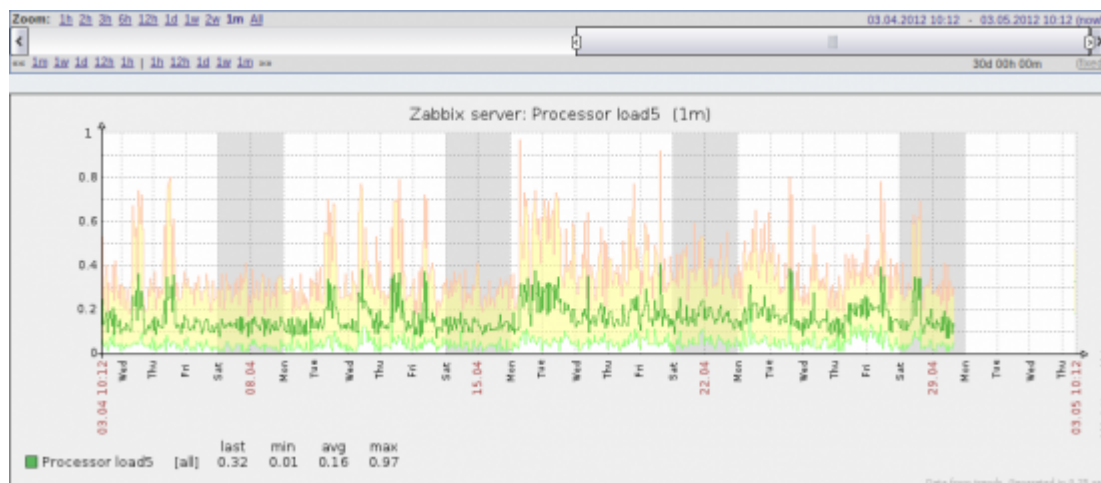 Zoom: 1h 2h 3h 6h 12h 1d 1w 2w 1m All 03.04.2012 10:12 - 03.05.2012 10:12 (now!
«« 1m 1w 1d 12h 1h | 1h 12h 1d 1w 1m »» 30d 00h 00m (fixed
Zabbix server: Processor load5 (1m)
1
0.8
0.6
0.4
0.2
0
03.04 10:12 Wed Thu Fri Sat 08.04 Mon Tue Wed Thu Fri Sat 15.04 Mon Tue Wed Thu Fri Sat 22.04 Mon Tue Wed Thu Fri Sat 29.04 Mon Tue Wed Thu 03.05 10:12
last min avg max
Processor load5 [all] 0.32 0.01 0.16 0.97